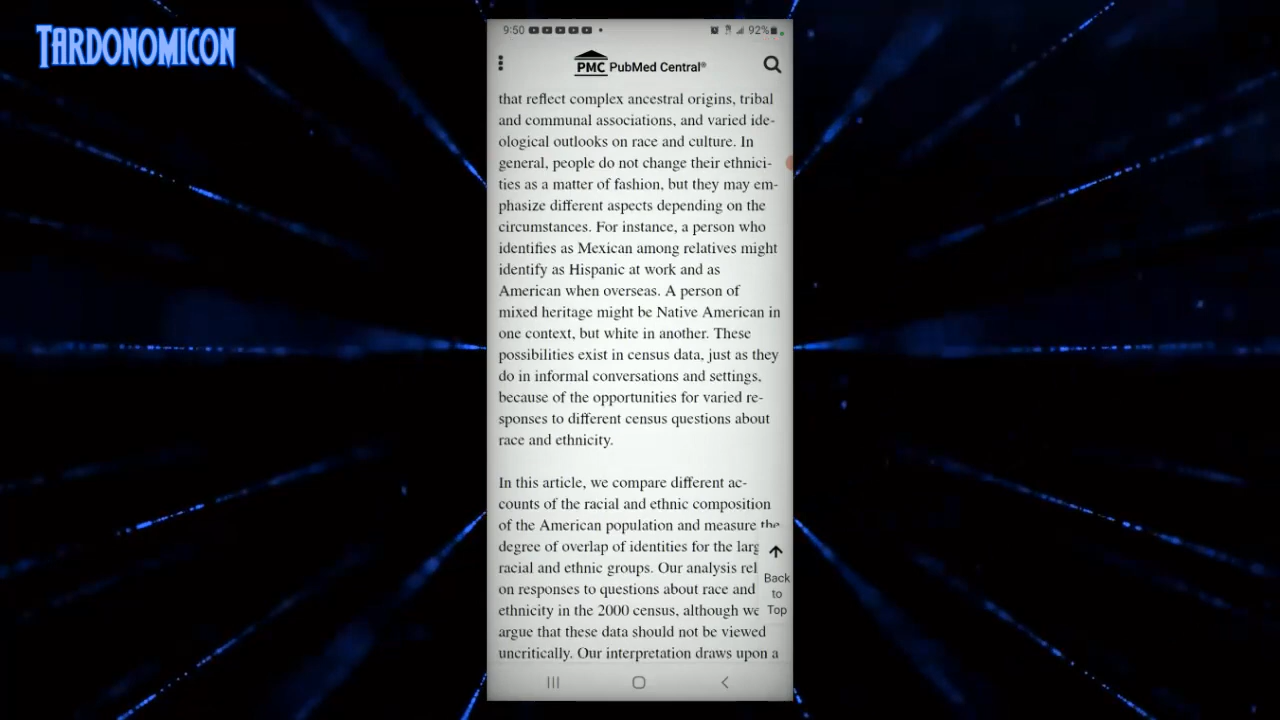 TARDONOMICON
9:50
92%
PMC PubMed Central®
that reflect complex ancestral origins, tribal
and communal associations, and varied ide-
ological outlooks on race and culture. In
general, people do not change their ethnici-
ties as a matter of fashion, but they may em-
phasize different aspects depending on the
circumstances. For instance, a person who
identifies as Mexican among relatives might
identify as Hispanic at work and as
American when overseas. A person of
mixed heritage might be Native American in
one context, but white in another. These
possibilities exist in census data, just as they
do in informal conversations and settings,
because of the opportunities for varied re-
sponses to different census questions about
race and ethnicity.
In this article, we compare different ac-
counts of the racial and ethnic composition
of the American population and measure the
degree of overlap of identities for the larg
racial and ethnic groups. Our analysis rel
on responses to questions about race and
ethnicity in the 2000 census, although we
argue that these data should not be viewed
uncritically. Our interpretation draws upon a
Back
to
Top